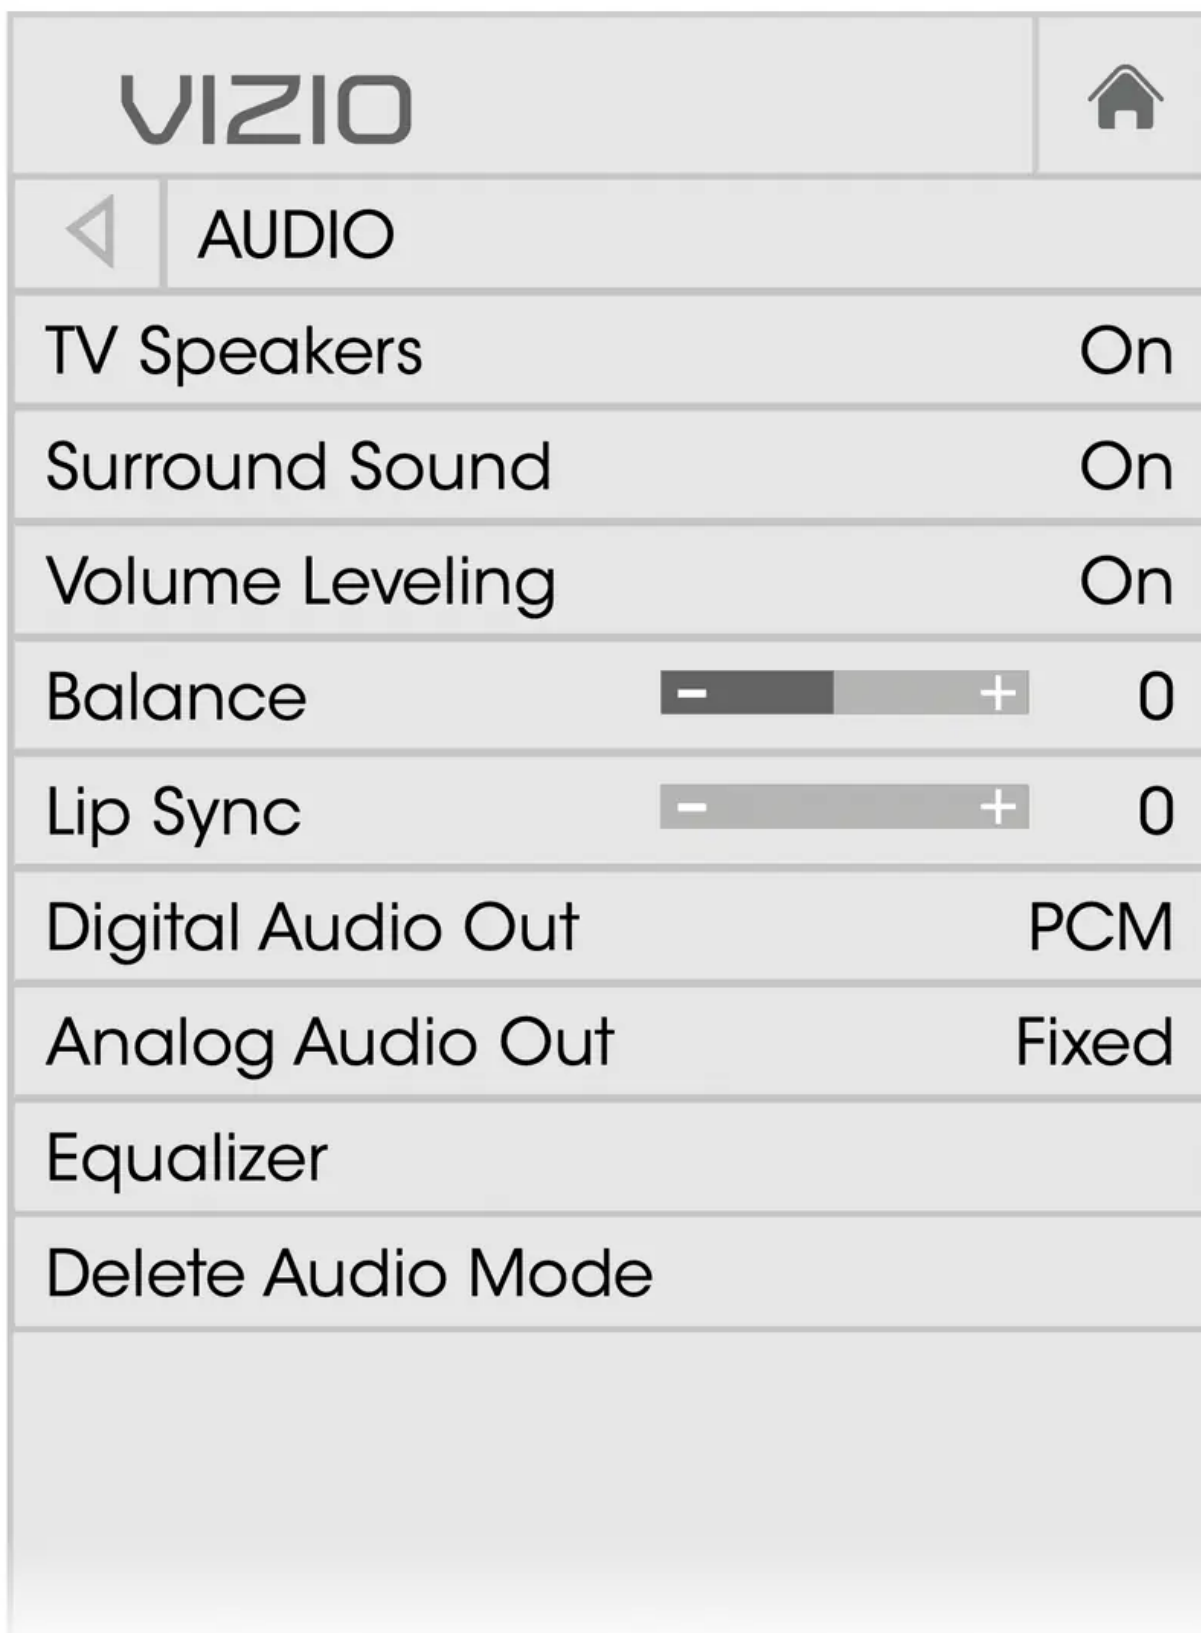 VIZIO
AUDIO
TV Speakers On
Surround Sound On
Volume Leveling On
Balance - + 0
Lip Sync - + 0
Digital Audio Out PCM
Analog Audio Out Fixed
Equalizer
Delete Audio Mode